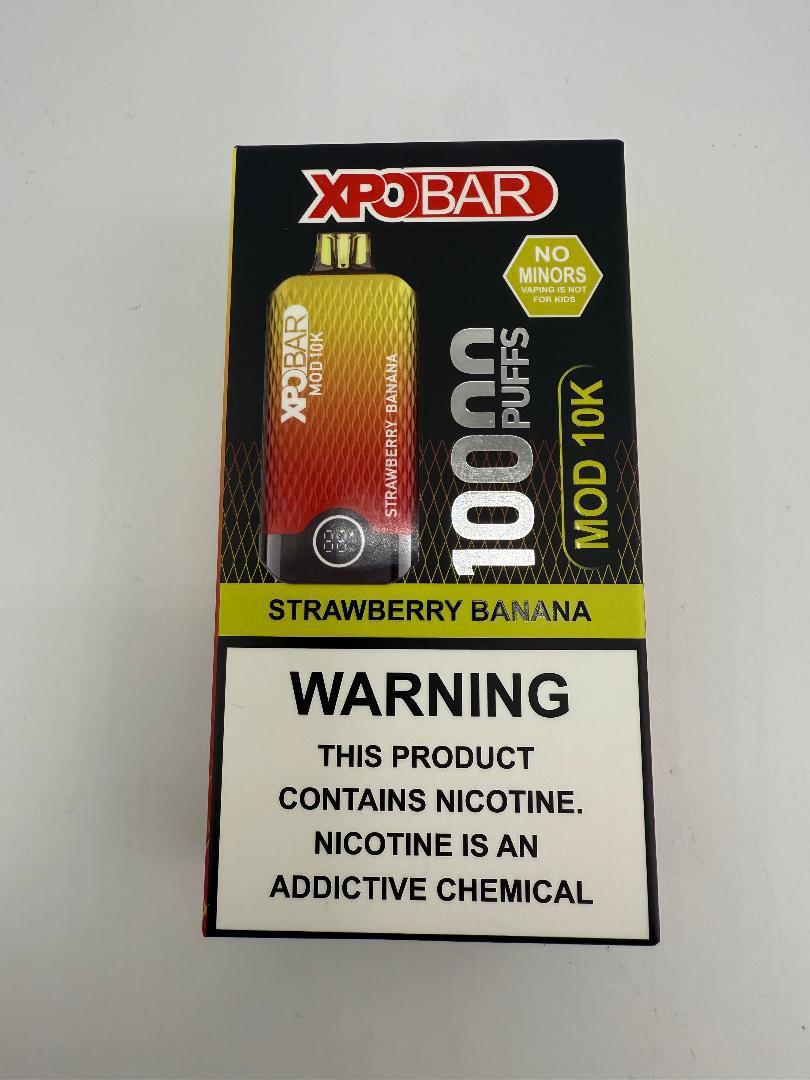 XPOBAR
NO
MINORS
VAPING IS NOT
FOR KIDS
XPOBAR
MOD 10K
STRAWBERRY BANANA
10000
PUFFS
MOD 10K
STRAWBERRY BANANA
WARNING
THIS PRODUCT
CONTAINS NICOTINE.
NICOTINE IS AN
ADDICTIVE CHEMICAL